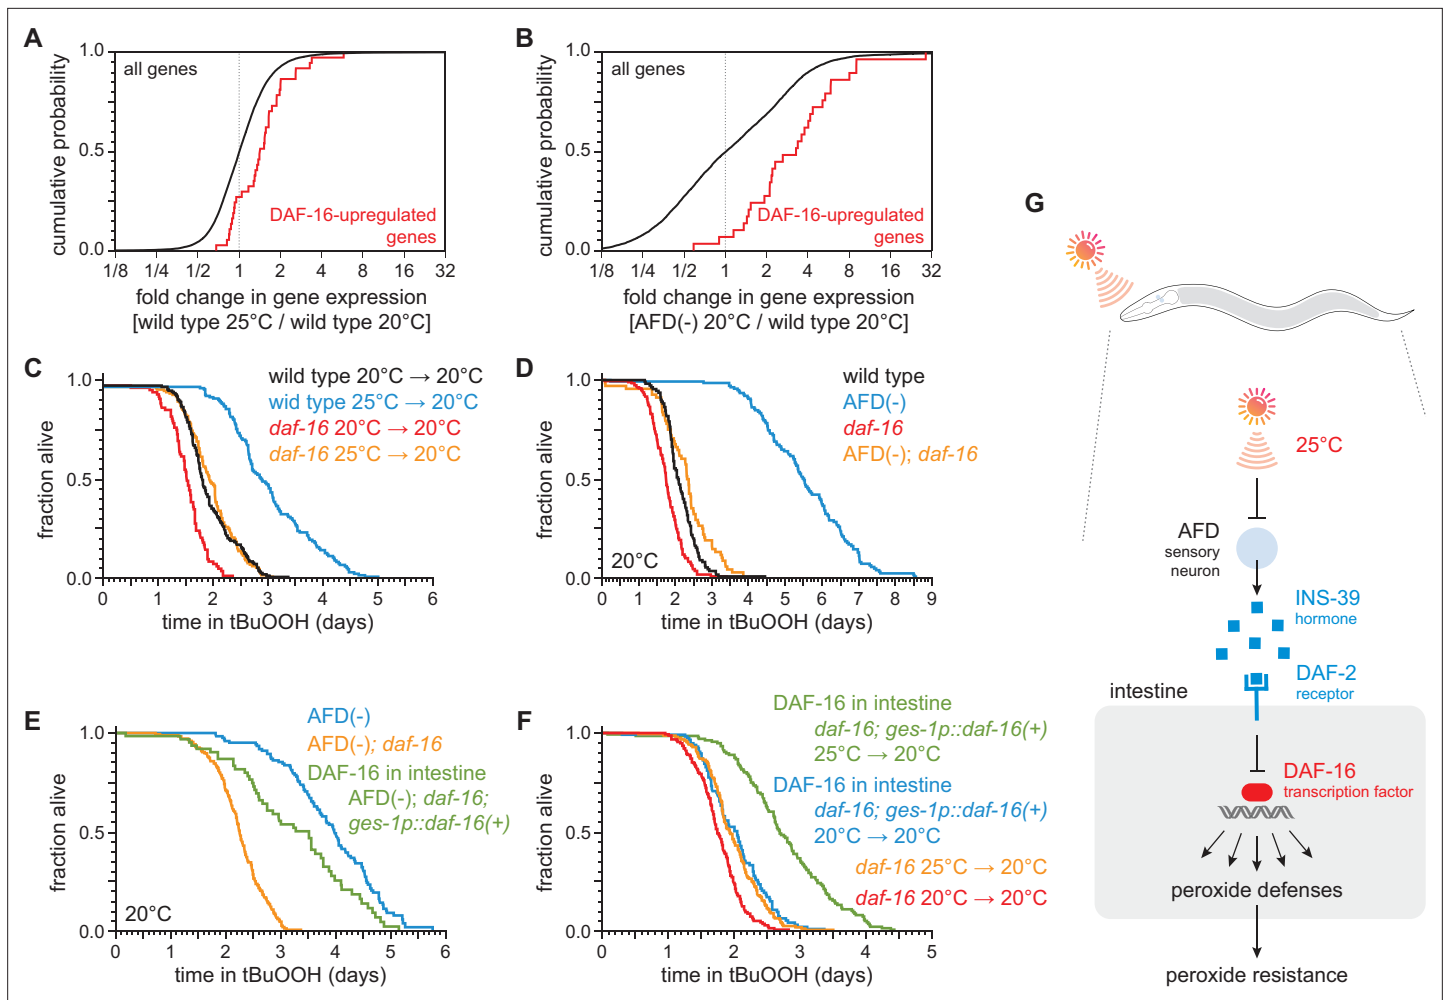 A
cumulative probability
1.0
0.5
0.0
all genes
DAF-16-upregulated
genes
1/8 1/4 1/2 1 2 4 8 16 32
fold change in gene expression
[wild type 25°C / wild type 20°C]
B
cumulative probability
1.0
0.5
0.0
all genes
DAF-16-upregulated
genes
1/8 1/4 1/2 1 2 4 8 16 32
fold change in gene expression
[AFD(-) 20°C / wild type 20°C]
C
fraction alive
1.0
0.5
0.0
wild type 20°C → 20°C
wid type 25°C → 20°C
daf-16 20°C → 20°C
daf-16 25°C → 20°C
0 1 2 3 4 5 6
time in tBuOOH (days)
D
fraction alive
1.0
0.5
0.0
wild type
AFD(-)
daf-16
AFD(-); daf-16
20°C
0 1 2 3 4 5 6 7 8 9
time in tBuOOH (days)
E
fraction alive
1.0
0.5
0.0
AFD(-)
AFD(-); daf-16
DAF-16 in intestine
AFD(-); daf-16;
ges-1p::daf-16(+)
20°C
0 1 2 3 4 5 6
time in tBuOOH (days)
F
fraction alive
1.0
0.5
0.0
DAF-16 in intestine
daf-16; ges-1p::daf-16(+)
25°C → 20°C
DAF-16 in intestine
daf-16; ges-1p::daf-16(+)
20°C → 20°C
daf-16 25°C → 20°C
daf-16 20°C → 20°C
0 1 2 3 4 5
time in tBuOOH (days)
G
25°C
AFD
sensory
neuron
INS-39
hormone
DAF-2
receptor
intestine
DAF-16
transcription factor
peroxide defenses
peroxide resistance